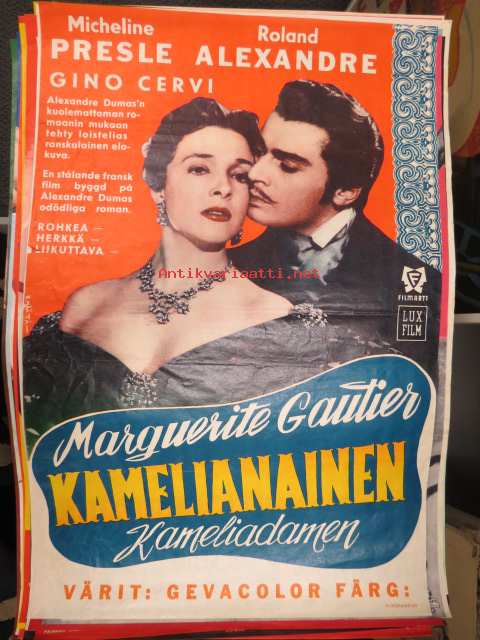 Micheline Roland
PRESLE ALEXANDRE
GINO CERVI
Alexandre Dumas'n
kuolemattoman ro-
maanin mukaan
tehty loistelias
ranskalainen elo-
kuva.
En stålande fransk
film byggd på
Alexandre Dumas
odödliga roman.
ROHKEA —
HERKKÄ —
LIIKUTTAVA —
Antikvariaatti.net
FILMARTI
LUX
FILM
Marguerite Gautier
KAMELIANAINEN
Kameliadamen
VÄRIT: GEVACOLOR FÄRG: